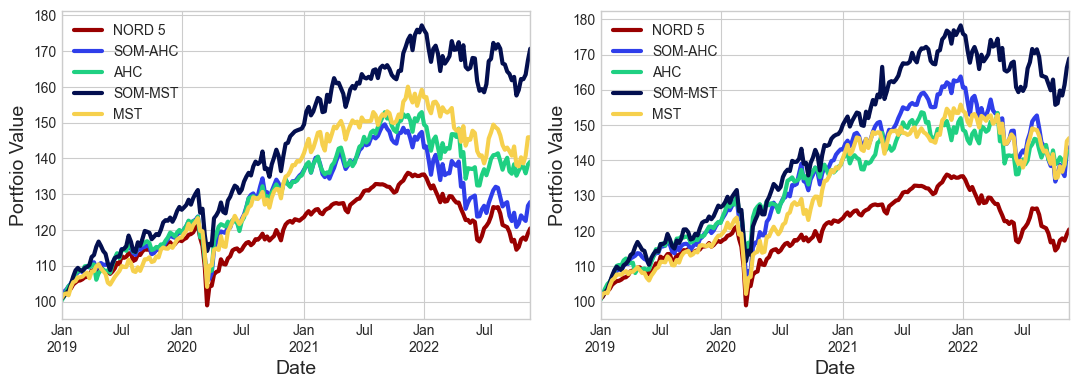 180
170
160
150
140
130
120
110
100
Portfoio Value
NORD 5
SOM-AHC
AHC
SOM-MST
MST
Jan Jul Jan Jul Jan Jul Jan Jul
2019 2020 2021 2022
Date
180
170
160
150
140
130
120
110
100
Portfoio Value
NORD 5
SOM-AHC
AHC
SOM-MST
MST
Jan Jul Jan Jul Jan Jul Jan Jul
2019 2020 2021 2022
Date